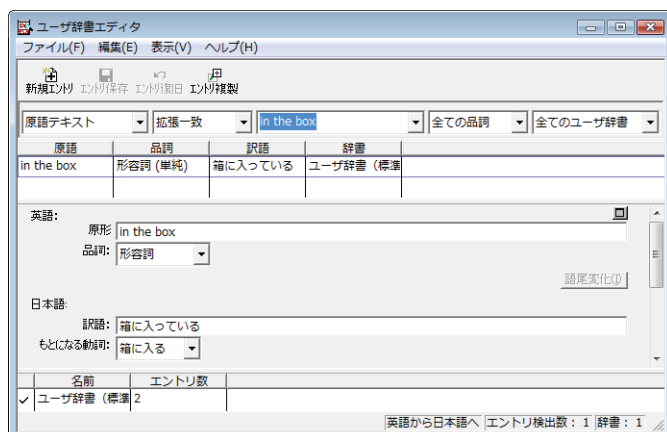 ユーザ辞書エディタ
ファイル(F) 編集(E) 表示(V) ヘルプ(H)
新規エントリ エントリ保存 エントリ復旧 エントリ複製
原語テキスト 拡張一致 in the box 全ての品詞 全てのユーザ辞書
原語 品詞 訳語 辞書
in the box 形容詞 (単純) 箱に入っている ユーザ辞書（標準
英語:
原形 in the box
品詞: 形容詞
語尾変化(I)
日本語:
訳語: 箱に入っている
もとになる動詞: 箱に入る
名前 エントリ数
✓ ユーザ辞書（標準 2
英語から日本語へ エントリ検出数： 1 辞書： 1